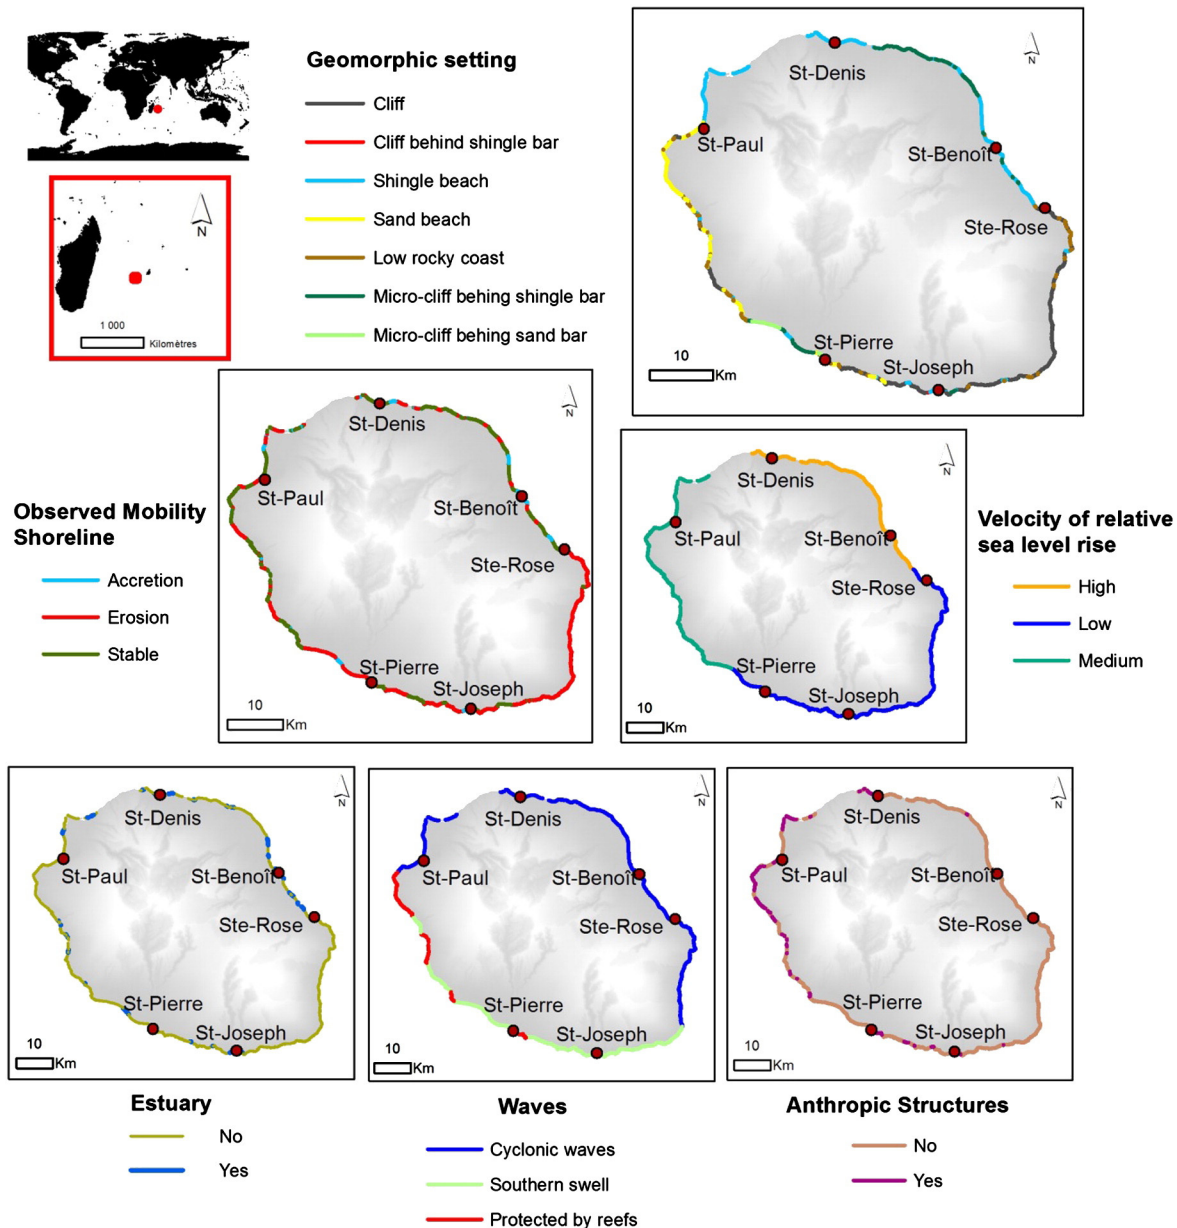 Geomorphic setting
Cliff
Cliff behind shingle bar
Shingle beach
Sand beach
Low rocky coast
Micro-cliff behing shingle bar
Micro-cliff behing sand bar
N
1 000
Kilomètres
N
St-Denis
St-Paul
St-Benoît
Ste-Rose
St-Pierre
St-Joseph
10
Km
Observed Mobility
Shoreline
Accretion
Erosion
Stable
N
St-Denis
St-Paul
St-Benoît
Ste-Rose
St-Pierre
St-Joseph
10
Km
N
St-Denis
St-Paul
St-Benoît
Ste-Rose
St-Pierre
St-Joseph
10
Km
Velocity of relative
sea level rise
High
Low
Medium
N
St-Denis
St-Paul
St-Benoît
Ste-Rose
St-Pierre
St-Joseph
10
Km
Estuary
No
Yes
N
St-Denis
St-Paul
St-Benoît
Ste-Rose
St-Pierre
St-Joseph
10
Km
Waves
Cyclonic waves
Southern swell
Protected by reefs
N
St-Denis
St-Paul
St-Benoît
Ste-Rose
St-Pierre
St-Joseph
10
Km
Anthropic Structures
No
Yes